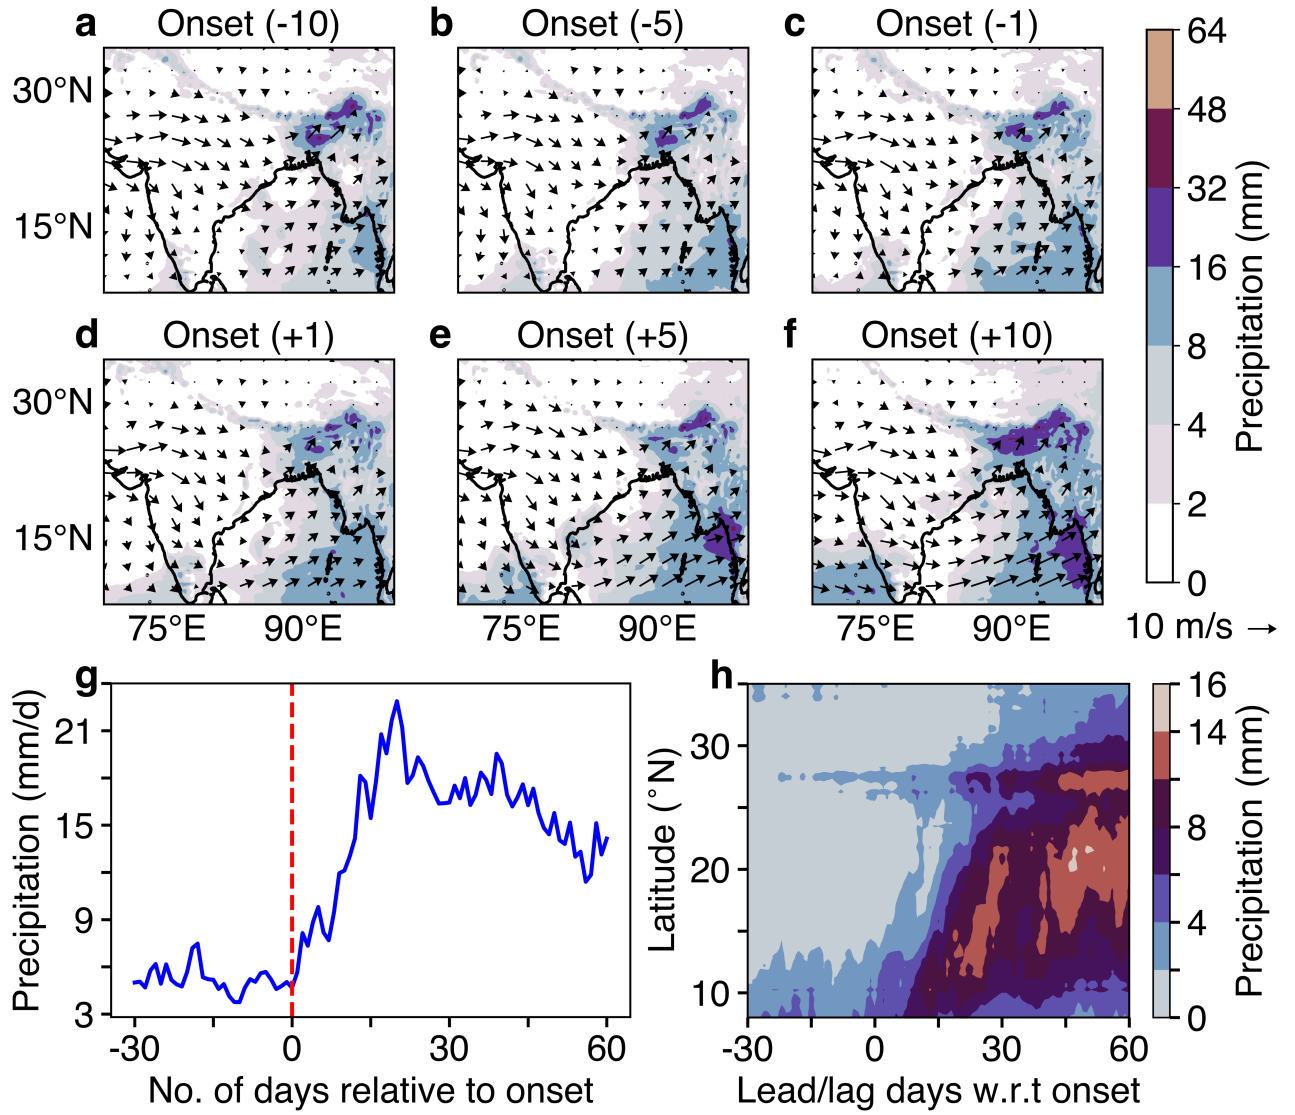 a Onset (-10)
b Onset (-5)
c Onset (-1)
30°N
15°N
d Onset (+1)
e Onset (+5)
f Onset (+10)
30°N
15°N
75°E 90°E
75°E 90°E
75°E 90°E
64
48
32
16
8
4
2
0
Precipitation (mm)
10 m/s →
g
Precipitation (mm/d)
21
15
9
3
-30 0 30 60
No. of days relative to onset
h
Latitude (°N)
30
20
10
-30 0 30 60
Lead/lag days w.r.t onset
16
14
8
4
0
Precipitation (mm)